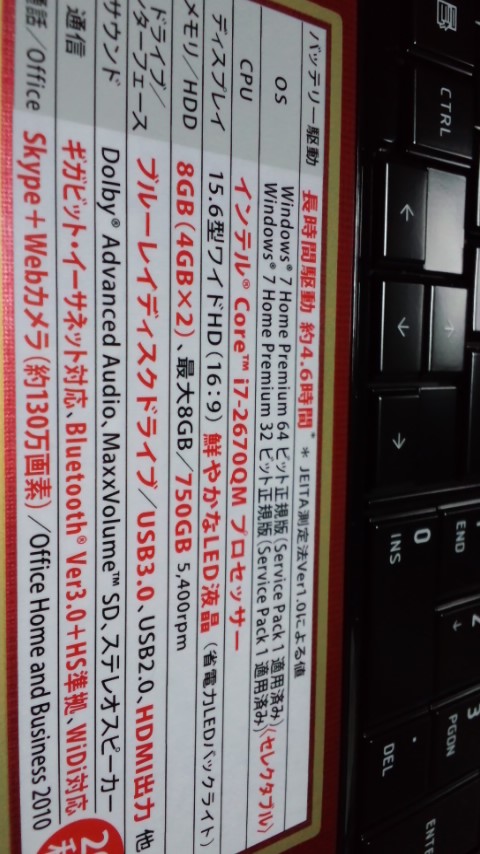 バッテリー駆動 長時間駆動 約4.6時間* ＊ JEITA測定法Ver1.0による値
OS Windows® 7 Home Premium 64 ビット正規版(Service Pack 1 適用済み)
Windows® 7 Home Premium 32 ビット正規版(Service Pack 1 適用済み)(セレクタブル)
CPU インテル® Core™ i7-2670QM プロセッサー
ディスプレイ 15.6型ワイドHD(16:9) 鮮やかなLED液晶(省電力LEDバックライト)
メモリ/HDD 8GB(4GB×2)、最大8GB/750GB 5,400rpm
ドライブ/
ターフェース ブルーレイディスクドライブ/USB3.0、USB2.0、HDMI出力 他
サウンド Dolby® Advanced Audio、MaxxVolume™ SD、ステレオスピーカー
通信 ギガビット・イーサネット対応、Bluetooth® Ver3.0+HS準拠、WiDi対応
話/Office Skype+Webカメラ(約130万画素)/Office Home and Business 2010
CTRL
←
↓
↑
→
0
INS
END
↓
3
PGDN
DEL
ENTE